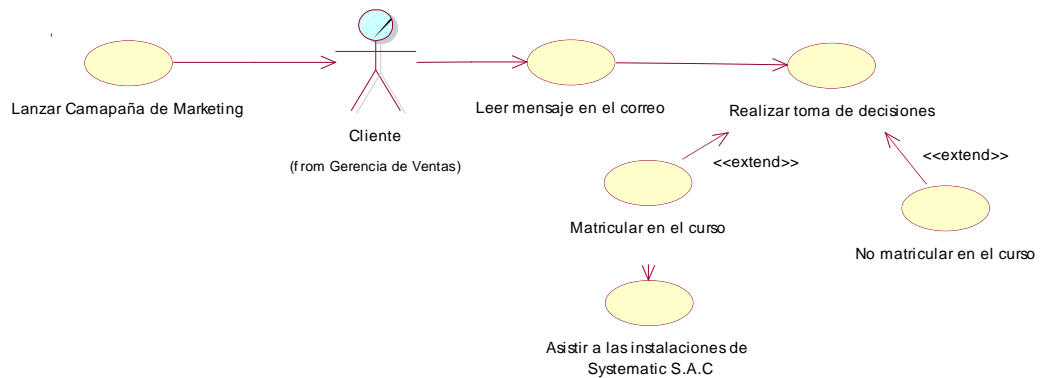 Lanzar Camapaña de Marketing
Cliente
(from Gerencia de Ventas)
Leer mensaje en el correo
Realizar toma de decisiones
<<extend>>
<<extend>>
Matricular en el curso
No matricular en el curso
Asistir a las instalaciones de
Systematic S.A.C